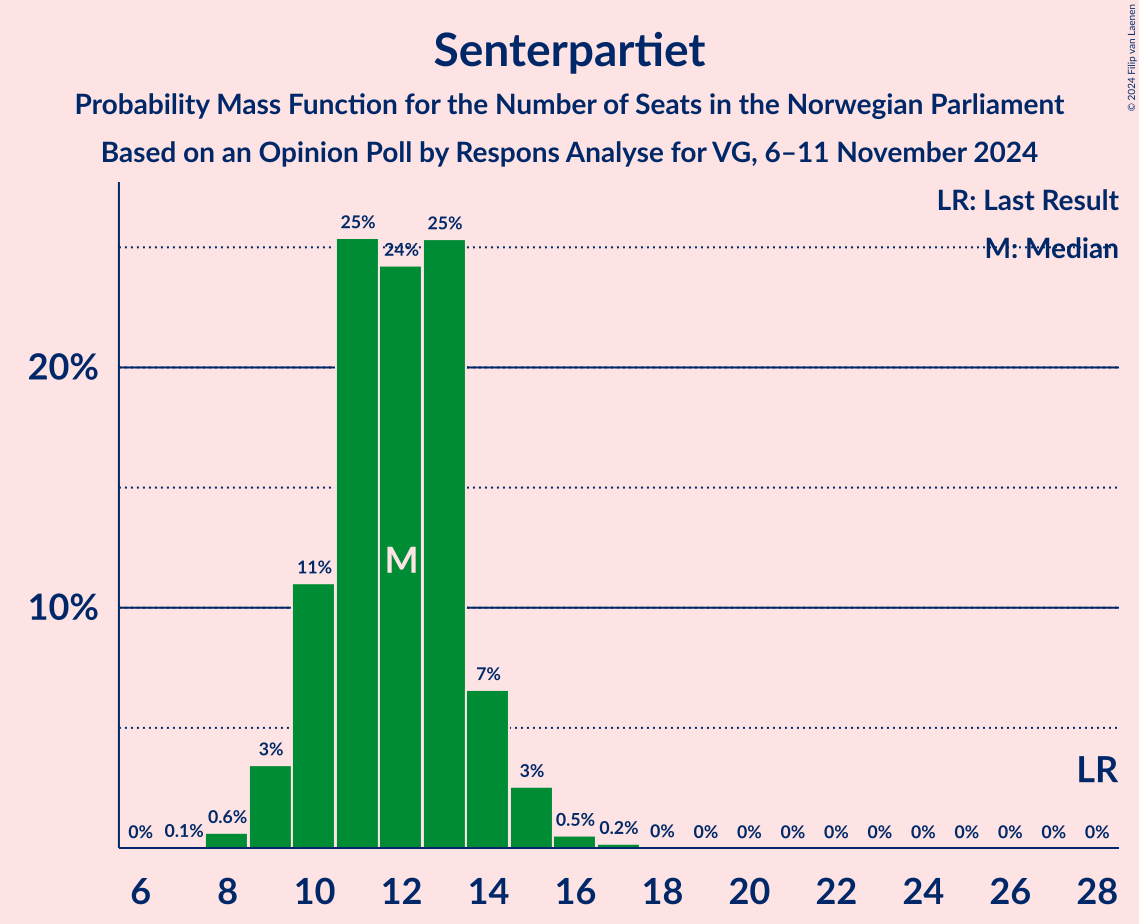 Senterpartiet
Probability Mass Function for the Number of Seats in the Norwegian Parliament
Based on an Opinion Poll by Respons Analyse for VG, 6–11 November 2024
© 2024 Filip van Laenen
LR: Last Result
M: Median
20%
10%
0%
0.1%
0.6%
3%
11%
25%
24%
25%
7%
3%
0.5%
0.2%
0%
0%
0%
0%
0%
0%
0%
0%
0%
0%
0%
M
LR
6 8 10 12 14 16 18 20 22 24 26 28